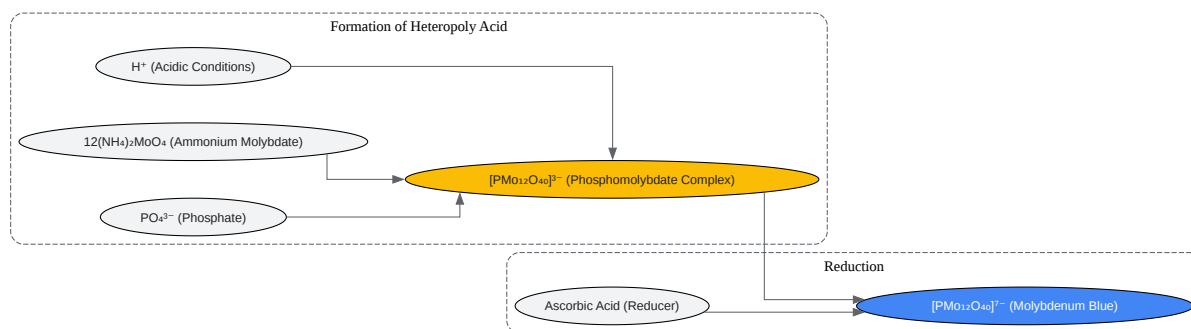 Formation of Heteropoly Acid
H⁺ (Acidic Conditions)
12(NH₄)₂MoO₄ (Ammonium Molybdate)
[PMo₁₂O₄₀]³⁻ (Phosphomolybdate Complex)
PO₄³⁻ (Phosphate)
Reduction
Ascorbic Acid (Reducer)
[PMo₁₂O₄₀]⁷⁻ (Molybdenum Blue)